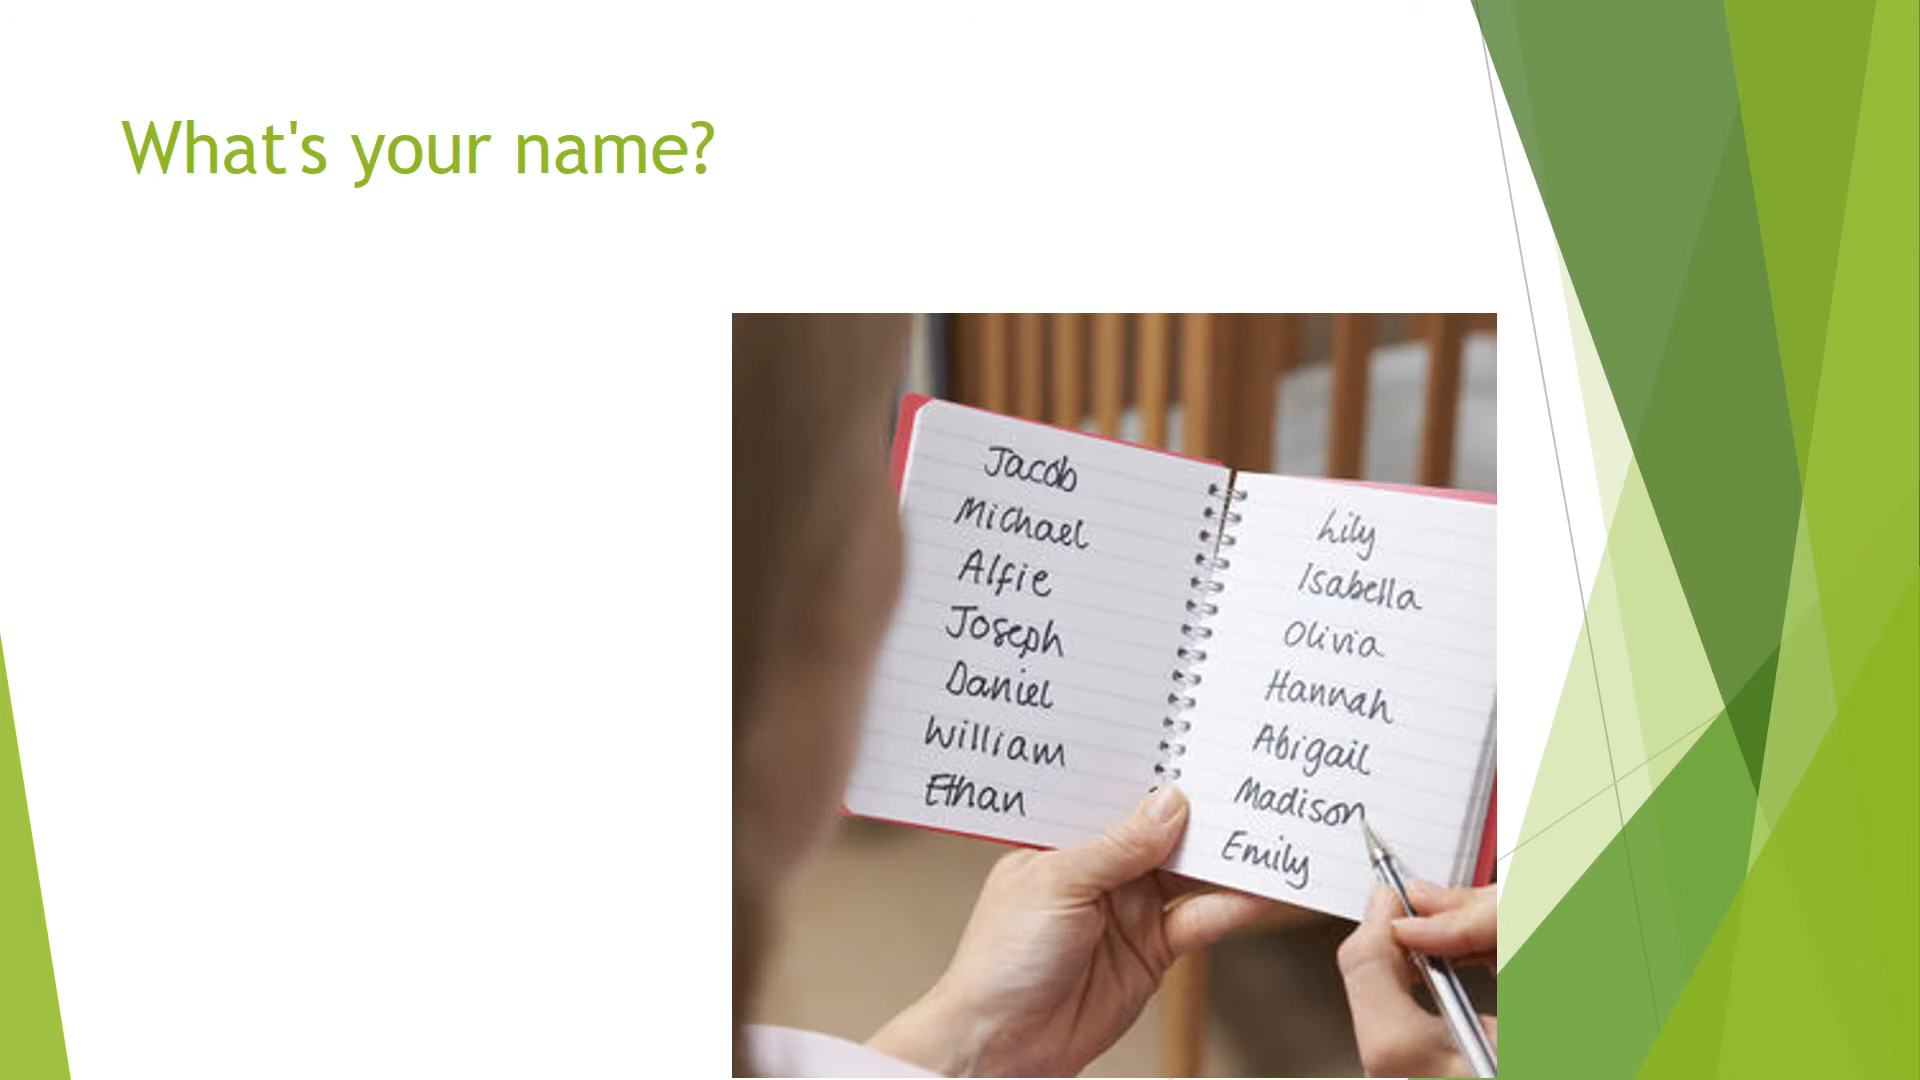 What's your name?
Jacob
Michael
Alfie
Joseph
Daniel
William
Ethan
Lily
Isabella
Olivia
Hannah
Abigail
Madison
Emily